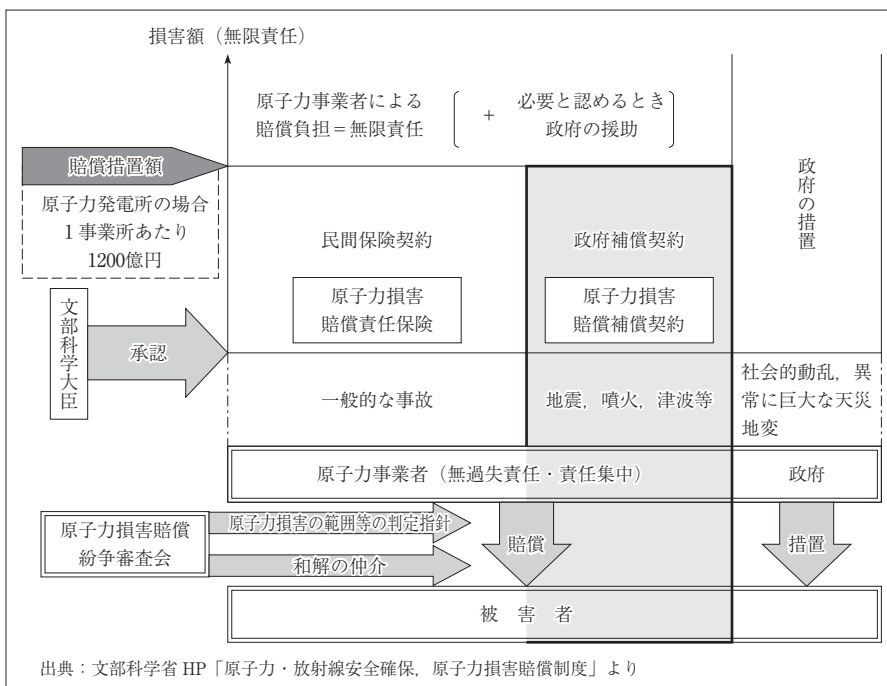 損害額（無限責任）
原子力事業者による
賠償負担＝無限責任
+
必要と認めるとき
政府の援助
賠償措置額
原子力発電所の場合
1事業所あたり
1200億円
民間保険契約
原子力損害
賠償責任保険
政府補償契約
原子力損害
賠償補償契約
政府の措置
文部科学大臣
承認
一般的な事故
地震，噴火，津波等
社会的動乱，異
常に巨大な天災
地変
原子力事業者（無過失責任・責任集中）
政府
原子力損害賠償
紛争審査会
原子力損害の範囲等の判定指針
和解の仲介
賠償
措置
被害者
出典：文部科学省 HP「原子力・放射線安全確保，原子力損害賠償制度」より